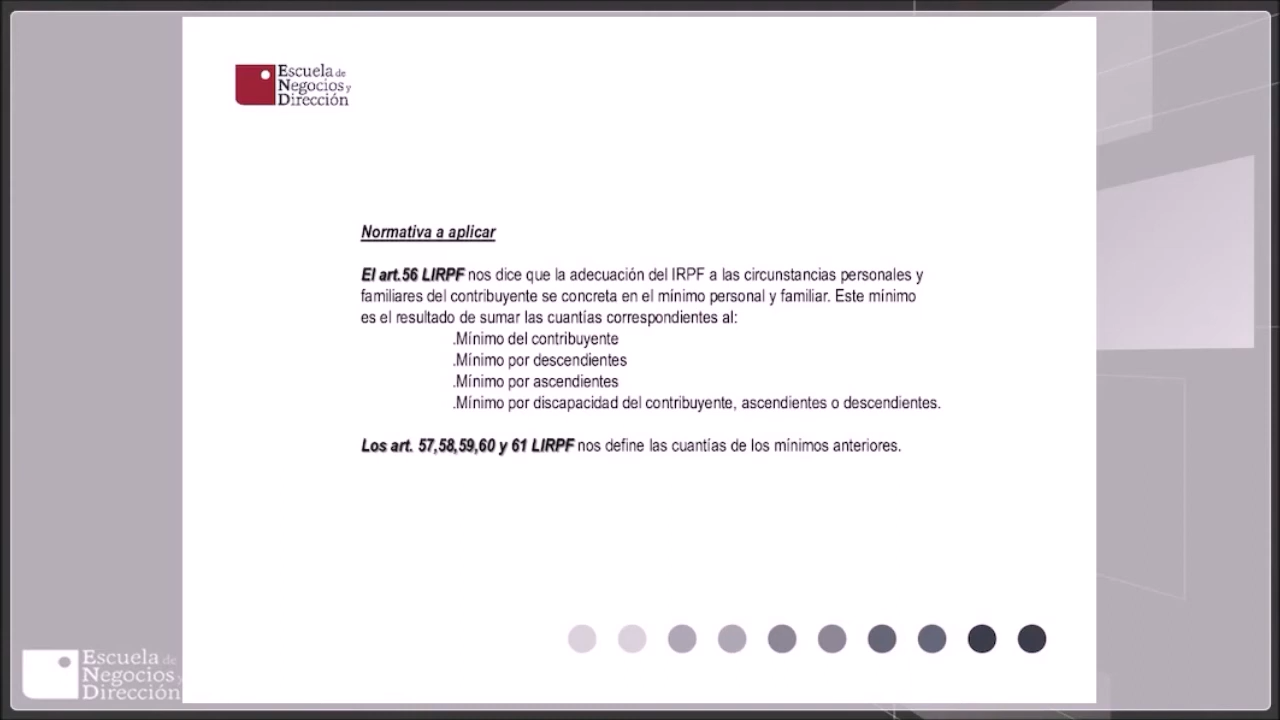 Escuela de
Negocios y
Dirección
Normativa a aplicar
El art.56 LIRPF nos dice que la adecuación del IRPF a las circunstancias personales y
familiares del contribuyente se concreta en el mínimo personal y familiar. Este mínimo
es el resultado de sumar las cuantías correspondientes al:
.Mínimo del contribuyente
.Mínimo por descendientes
.Mínimo por ascendientes
.Mínimo por discapacidad del contribuyente, ascendientes o descendientes.
Los art. 57,58,59,60 y 61 LIRPF nos define las cuantías de los mínimos anteriores.
Escuela de
Negocios y
Dirección